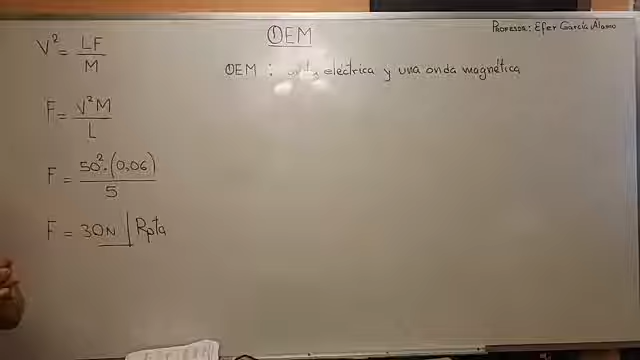 V² = LF / M
F = V²M / L
F = 50².(0,06) / 5
F = 30N Rpta
OEM
Profesor: Efer García Alamo
OEM : onda eléctrica y una onda magnética